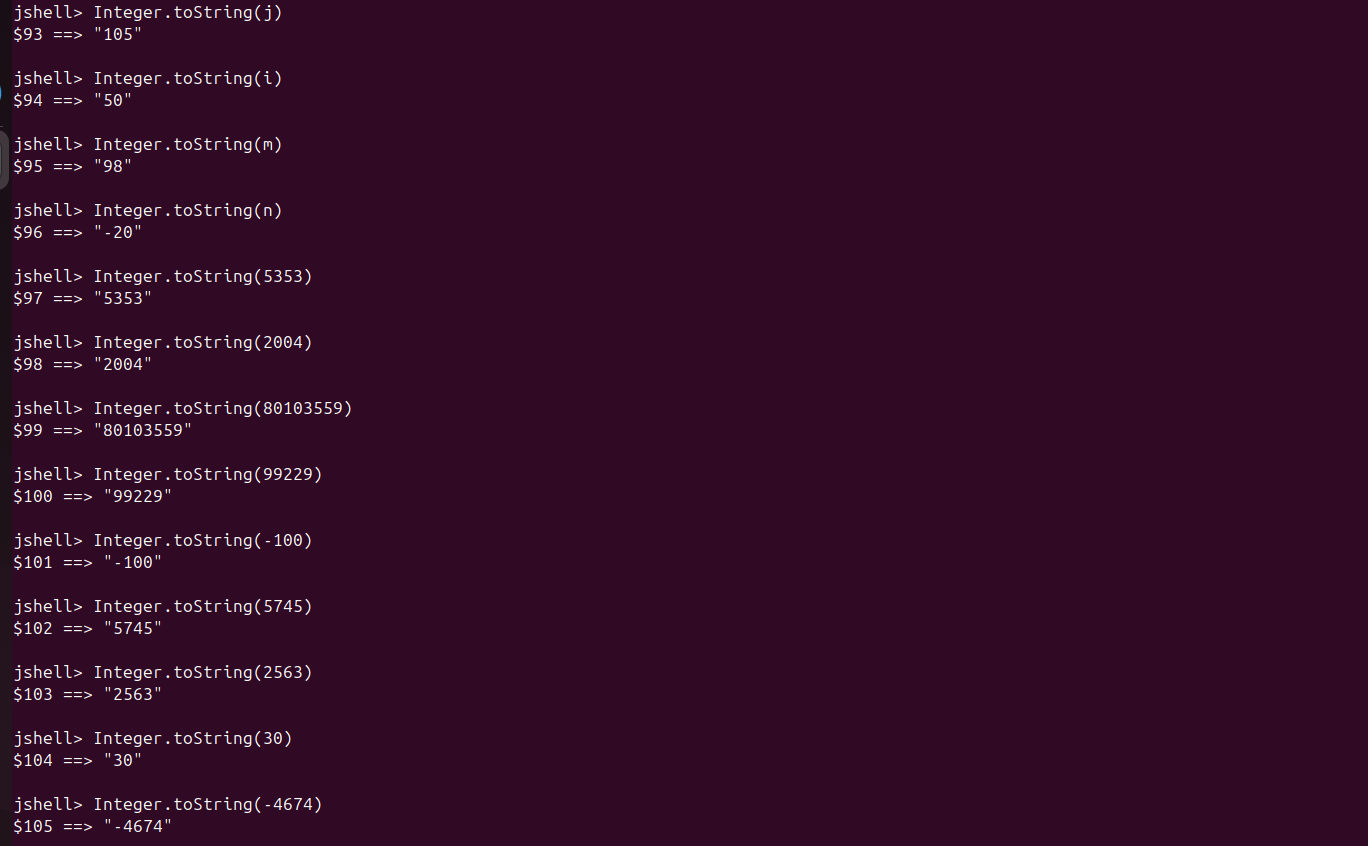 jshell> Integer.toString(j)
$93 ==> "105"
jshell> Integer.toString(i)
$94 ==> "50"
jshell> Integer.toString(m)
$95 ==> "98"
jshell> Integer.toString(n)
$96 ==> "-20"
jshell> Integer.toString(5353)
$97 ==> "5353"
jshell> Integer.toString(2004)
$98 ==> "2004"
jshell> Integer.toString(80103559)
$99 ==> "80103559"
jshell> Integer.toString(99229)
$100 ==> "99229"
jshell> Integer.toString(-100)
$101 ==> "-100"
jshell> Integer.toString(5745)
$102 ==> "5745"
jshell> Integer.toString(2563)
$103 ==> "2563"
jshell> Integer.toString(30)
$104 ==> "30"
jshell> Integer.toString(-4674)
$105 ==> "-4674"